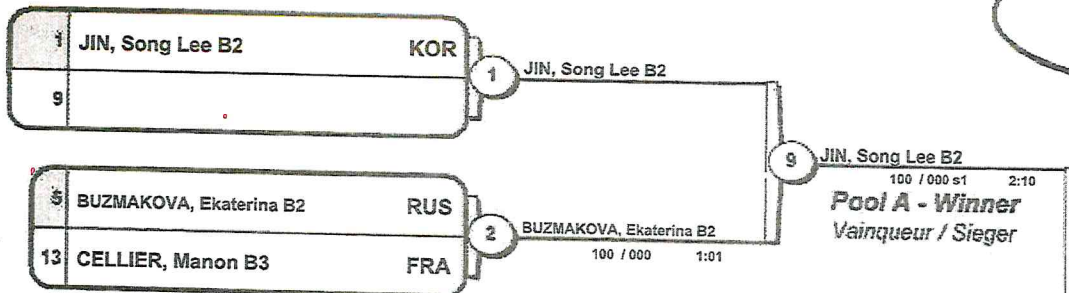 1 JIN, Song Lee B2 KOR
9
1
JIN, Song Lee B2
5 BUZMAKOVA, Ekaterina B2 RUS
13 CELLIER, Manon B3 FRA
2
BUZMAKOVA, Ekaterina B2
100 / 000 1:01
9
JIN, Song Lee B2
100 / 000 s1 2:10
Pool A - Winner
Vainqueur / Sieger